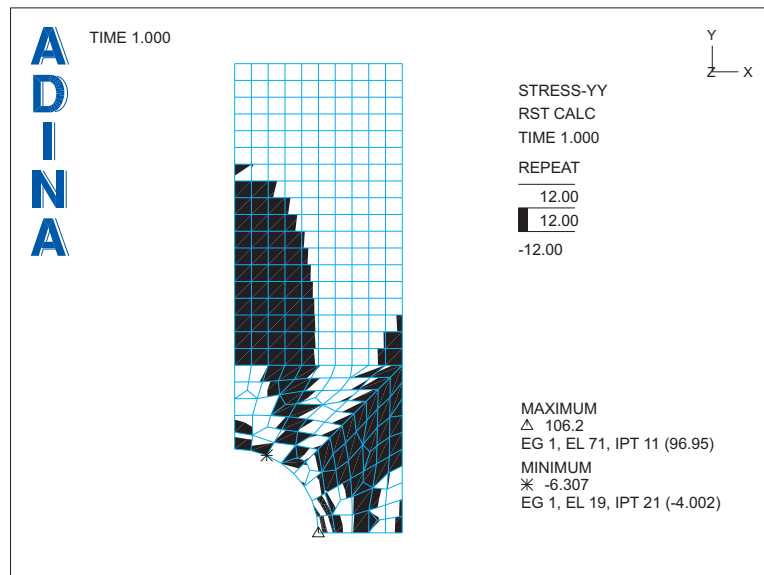 ADINA
TIME 1.000
Y
Z X
STRESS-YY
RST CALC
TIME 1.000
REPEAT
12.00
12.00
-12.00
MAXIMUM
106.2
EG 1, EL 71, IPT 11 (96.95)
MINIMUM
-6.307
EG 1, EL 19, IPT 21 (-4.002)